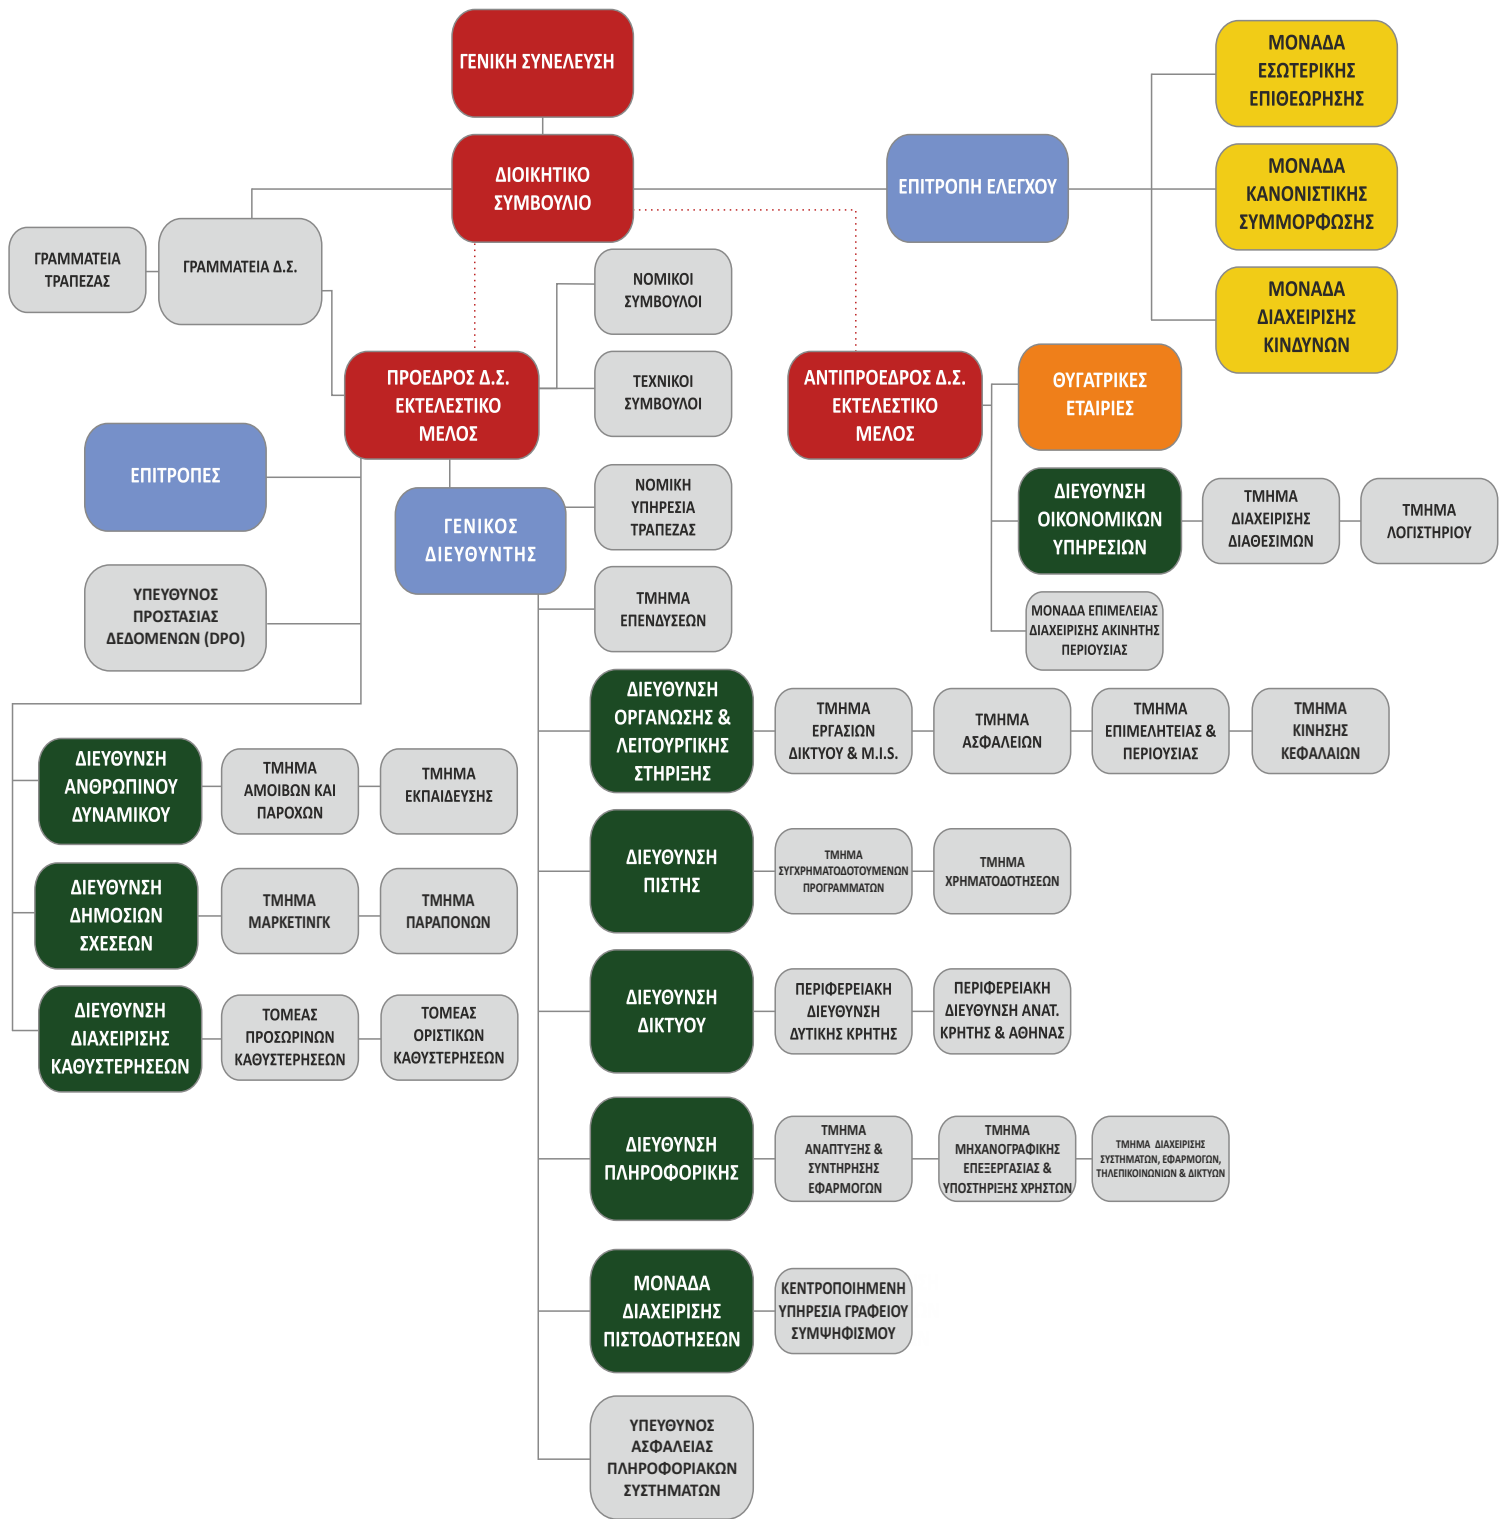 ΓΕΝΙΚΗ ΣΥΝΕΛΕΥΣΗ
ΔΙΟΙΚΗΤΙΚΟ
ΣΥΜΒΟΥΛΙΟ
ΕΠΙΤΡΟΠΗ ΕΛΕΓΧΟΥ
ΜΟΝΑΔΑ
ΕΣΩΤΕΡΙΚΗΣ
ΕΠΙΘΕΩΡΗΣΗΣ
ΜΟΝΑΔΑ
ΚΑΝΟΝΙΣΤΙΚΗΣ
ΣΥΜΜΟΡΦΩΣΗΣ
ΜΟΝΑΔΑ
ΔΙΑΧΕΙΡΙΣΗΣ
ΚΙΝΔΥΝΩΝ
ΓΡΑΜΜΑΤΕΙΑ
ΤΡΑΠΕΖΑΣ
ΓΡΑΜΜΑΤΕΙΑ Δ.Σ.
ΝΟΜΙΚΟΙ
ΣΥΜΒΟΥΛΟΙ
ΤΕΧΝΙΚΟΙ
ΣΥΜΒΟΥΛΟΙ
ΠΡΟΕΔΡΟΣ Δ.Σ.
ΕΚΤΕΛΕΣΤΙΚΟ
ΜΕΛΟΣ
ΑΝΤΙΠΡΟΕΔΡΟΣ Δ.Σ.
ΕΚΤΕΛΕΣΤΙΚΟ
ΜΕΛΟΣ
ΘΥΓΑΤΡΙΚΕΣ
ΕΤΑΙΡΙΕΣ
ΔΙΕΥΘΥΝΣΗ
ΟΙΚΟΝΟΜΙΚΩΝ
ΥΠΗΡΕΣΙΩΝ
ΤΜΗΜΑ
ΔΙΑΧΕΙΡΙΣΗΣ
ΔΙΑΘΕΣΙΜΩΝ
ΤΜΗΜΑ
ΛΟΓΙΣΤΗΡΙΟΥ
ΜΟΝΑΔΑ ΕΠΙΜΕΛΕΙΑΣ
ΔΙΑΧΕΙΡΙΣΗΣ ΑΚΙΝΗΤΗΣ
ΠΕΡΙΟΥΣΙΑΣ
ΕΠΙΤΡΟΠΕΣ
ΓΕΝΙΚΟΣ
ΔΙΕΥΘΥΝΤΗΣ
ΝΟΜΙΚΗ
ΥΠΗΡΕΣΙΑ
ΤΡΑΠΕΖΑΣ
ΥΠΕΥΘΥΝΟΣ
ΠΡΟΣΤΑΣΙΑΣ
ΔΕΔΟΜΕΝΩΝ (DPO)
ΤΜΗΜΑ
ΕΠΕΝΔΥΣΕΩΝ
ΔΙΕΥΘΥΝΣΗ
ΟΡΓΑΝΩΣΗΣ &
ΛΕΙΤΟΥΡΓΙΚΗΣ
ΣΤΗΡΙΞΗΣ
ΤΜΗΜΑ
ΕΡΓΑΣΙΩΝ
ΔΙΚΤΥΟΥ & M.I.S.
ΤΜΗΜΑ
ΑΣΦΑΛΕΙΩΝ
ΤΜΗΜΑ
ΕΠΙΜΕΛΗΤΕΙΑΣ &
ΠΕΡΙΟΥΣΙΑΣ
ΤΜΗΜΑ
ΚΙΝΗΣΗΣ
ΚΕΦΑΛΑΙΩΝ
ΔΙΕΥΘΥΝΣΗ
ΑΝΘΡΩΠΙΝΟΥ
ΔΥΝΑΜΙΚΟΥ
ΤΜΗΜΑ
ΑΜΟΙΒΩΝ ΚΑΙ
ΠΑΡΟΧΩΝ
ΤΜΗΜΑ
ΕΚΠΑΙΔΕΥΣΗΣ
ΔΙΕΥΘΥΝΣΗ
ΠΙΣΤΗΣ
ΤΜΗΜΑ
ΣΥΓΧΡΗΜΑΤΟΔΟΤΟΥΜΕΝΩΝ
ΠΡΟΓΡΑΜΜΑΤΩΝ
ΤΜΗΜΑ
ΧΡΗΜΑΤΟΔΟΤΗΣΕΩΝ
ΔΙΕΥΘΥΝΣΗ
ΔΗΜΟΣΙΩΝ
ΣΧΕΣΕΩΝ
ΤΜΗΜΑ
ΜΑΡΚΕΤΙΝΓΚ
ΤΜΗΜΑ
ΠΑΡΑΠΟΝΩΝ
ΔΙΕΥΘΥΝΣΗ
ΔΙΚΤΥΟΥ
ΠΕΡΙΦΕΡΕΙΑΚΗ
ΔΙΕΥΘΥΝΣΗ
ΔΥΤΙΚΗΣ ΚΡΗΤΗΣ
ΠΕΡΙΦΕΡΕΙΑΚΗ
ΔΙΕΥΘΥΝΣΗ ΑΝΑΤ.
ΚΡΗΤΗΣ & ΑΘΗΝΑΣ
ΔΙΕΥΘΥΝΣΗ
ΔΙΑΧΕΙΡΙΣΗΣ
ΚΑΘΥΣΤΕΡΗΣΕΩΝ
ΤΟΜΕΑΣ
ΠΡΟΣΩΡΙΝΩΝ
ΚΑΘΥΣΤΕΡΗΣΕΩΝ
ΤΟΜΕΑΣ
ΟΡΙΣΤΙΚΩΝ
ΚΑΘΥΣΤΕΡΗΣΕΩΝ
ΔΙΕΥΘΥΝΣΗ
ΠΛΗΡΟΦΟΡΙΚΗΣ
ΤΜΗΜΑ
ΑΝΑΠΤΥΞΗΣ &
ΣΥΝΤΗΡΗΣΗΣ
ΕΦΑΡΜΟΓΩΝ
ΤΜΗΜΑ
ΜΗΧΑΝΟΓΡΑΦΙΚΗΣ
ΕΠΕΞΕΡΓΑΣΙΑΣ &
ΥΠΟΣΤΗΡΙΞΗΣ ΧΡΗΣΤΩΝ
ΤΜΗΜΑ ΔΙΑΧΕΙΡΙΣΗΣ
ΣΥΣΤΗΜΑΤΩΝ, ΕΦΑΡΜΟΓΩΝ,
ΤΗΛΕΠΙΚΟΙΝΩΝΙΩΝ & ΔΙΚΤΥΩΝ
ΜΟΝΑΔΑ
ΔΙΑΧΕΙΡΙΣΗΣ
ΠΙΣΤΟΔΟΤΗΣΕΩΝ
ΚΕΝΤΡΟΠΟΙΗΜΕΝΗ
ΥΠΗΡΕΣΙΑ ΓΡΑΦΕΙΟΥ
ΣΥΜΨΗΦΙΣΜΟΥ
ΥΠΕΥΘΥΝΟΣ
ΑΣΦΑΛΕΙΑΣ
ΠΛΗΡΟΦΟΡΙΑΚΩΝ
ΣΥΣΤΗΜΑΤΩΝ